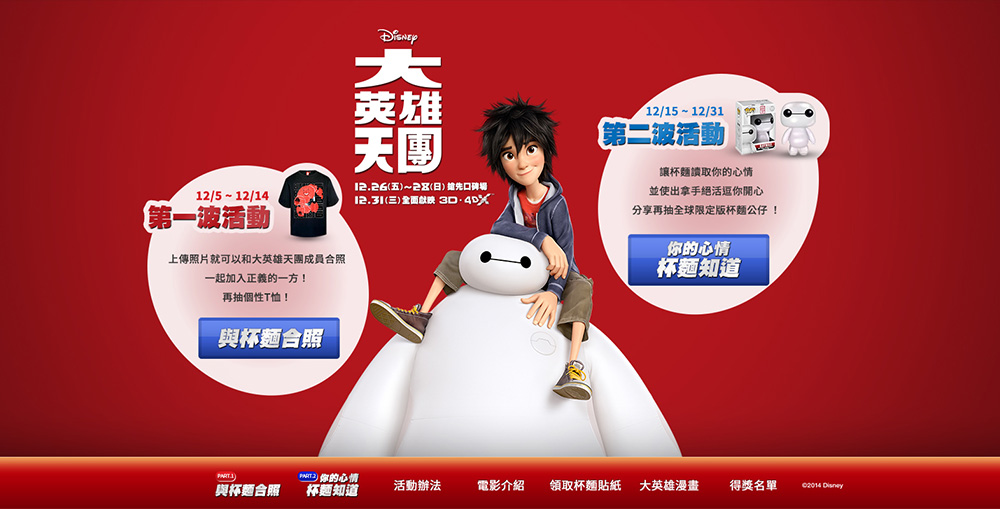 Disney
大
英雄
天團
12.26(五)~28(日) 搶先口碑場
12.31(三)全面獻映 3D·4DX
12/5 ~ 12/14
第一波活動
上傳照片就可以和大英雄天團成員合照
一起加入正義的一方！
再抽個性T恤！
與杯麵合照
12/15 ~ 12/31
第二波活動
讓杯麵讀取你的心情
並使出拿手絕活逗你開心
分享再抽全球限定版杯麵公仔！
你的心情
杯麵知道
PART.1
與杯麵合照
PART.2 你的心情
杯麵知道
活動辦法
電影介紹
領取杯麵貼紙
大英雄漫畫
得獎名單
©2014 Disney